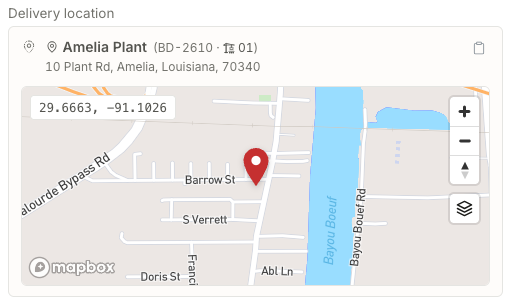 Delivery location
Amelia Plant (BD-2610 · 01)
10 Plant Rd, Amelia, Louisiana, 70340
29.6663, −91.1026
alourde Bypass Rd
Barrow St
S Verrett
Bayou Boeuf
Bayou Bouef Rd
mapbox
Doris St
Franci
Abl Ln